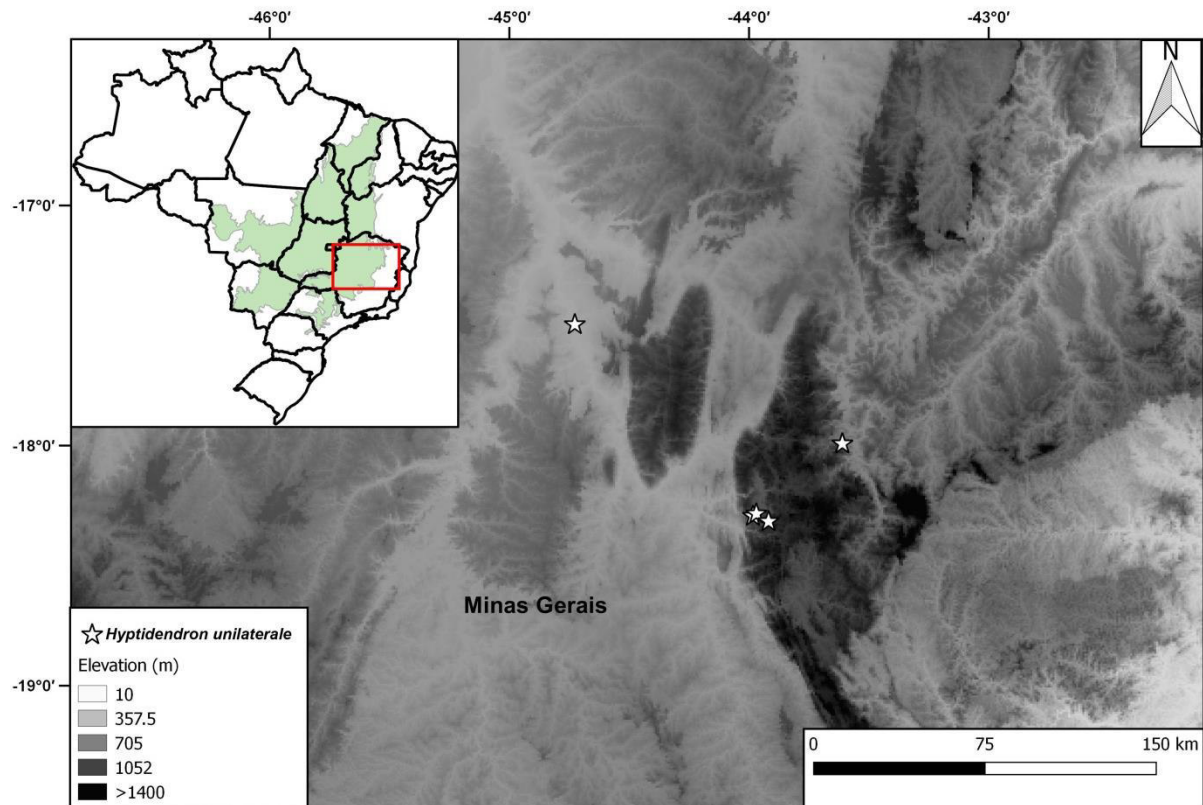 -46°0′ -45°0′ -44°0′ -43°0′
N
-17°0′
-18°0′
Minas Gerais
-19°0′
Hyptidendron unilaterale
Elevation (m)
10
357.5
705
1052
>1400
0 75 150 km